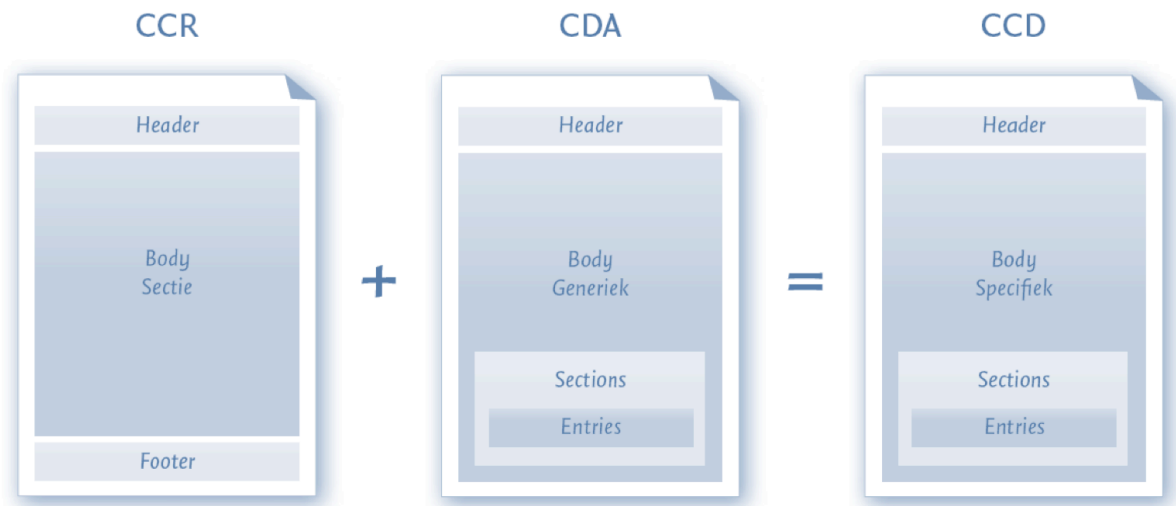 CCR
Header
Body
Sectie
Footer
+
CDA
Header
Body
Generiek
Sections
Entries
=
CCD
Header
Body
Specifiek
Sections
Entries